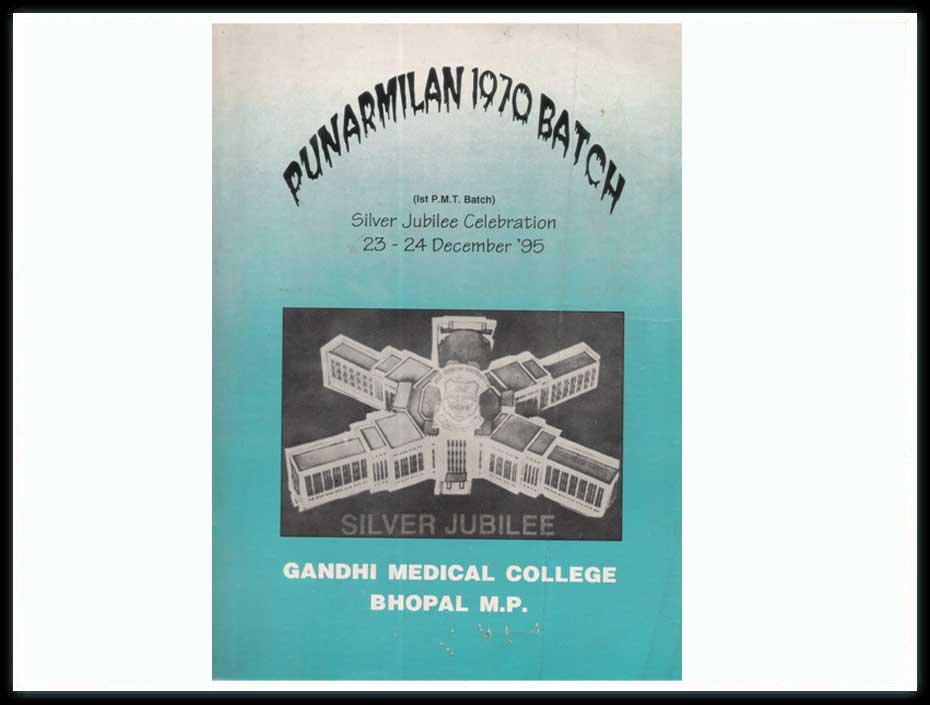 PUNARMILAN 1970 BATCH
(Ist P.M.T. Batch)
Silver Jubilee Celebration
23 - 24 December '95
SILVER JUBILEE
GANDHI MEDICAL COLLEGE
BHOPAL M.P.